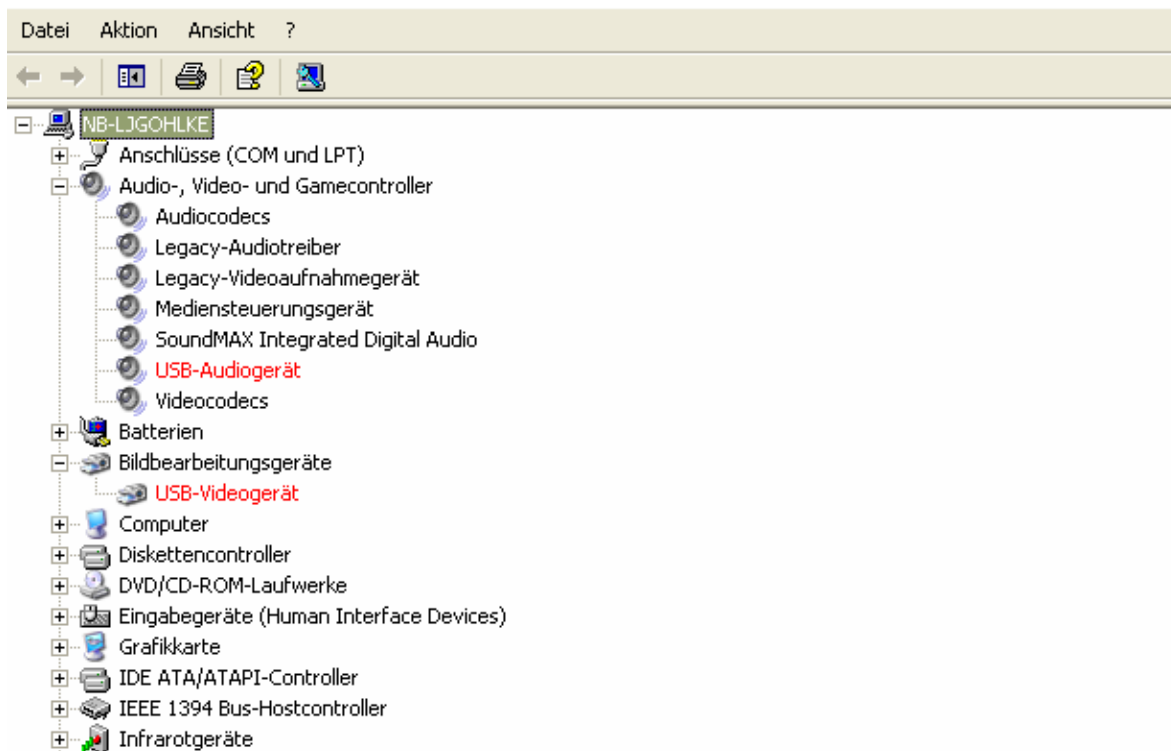 Datei Aktion Ansicht ?
NB-LJGOHLKE
Anschlüsse (COM und LPT)
Audio-, Video- und Gamecontroller
Audiocodecs
Legacy-Audiotreiber
Legacy-Videoaufnahmegerät
Mediensteuerungsgerät
SoundMAX Integrated Digital Audio
USB-Audiogerät
Videocodecs
Batterien
Bildbearbeitungsgeräte
USB-Videogerät
Computer
Diskettencontroller
DVD/CD-ROM-Laufwerke
Eingabegeräte (Human Interface Devices)
Grafikkarte
IDE ATA/ATAPI-Controller
IEEE 1394 Bus-Hostcontroller
Infrarotgeräte